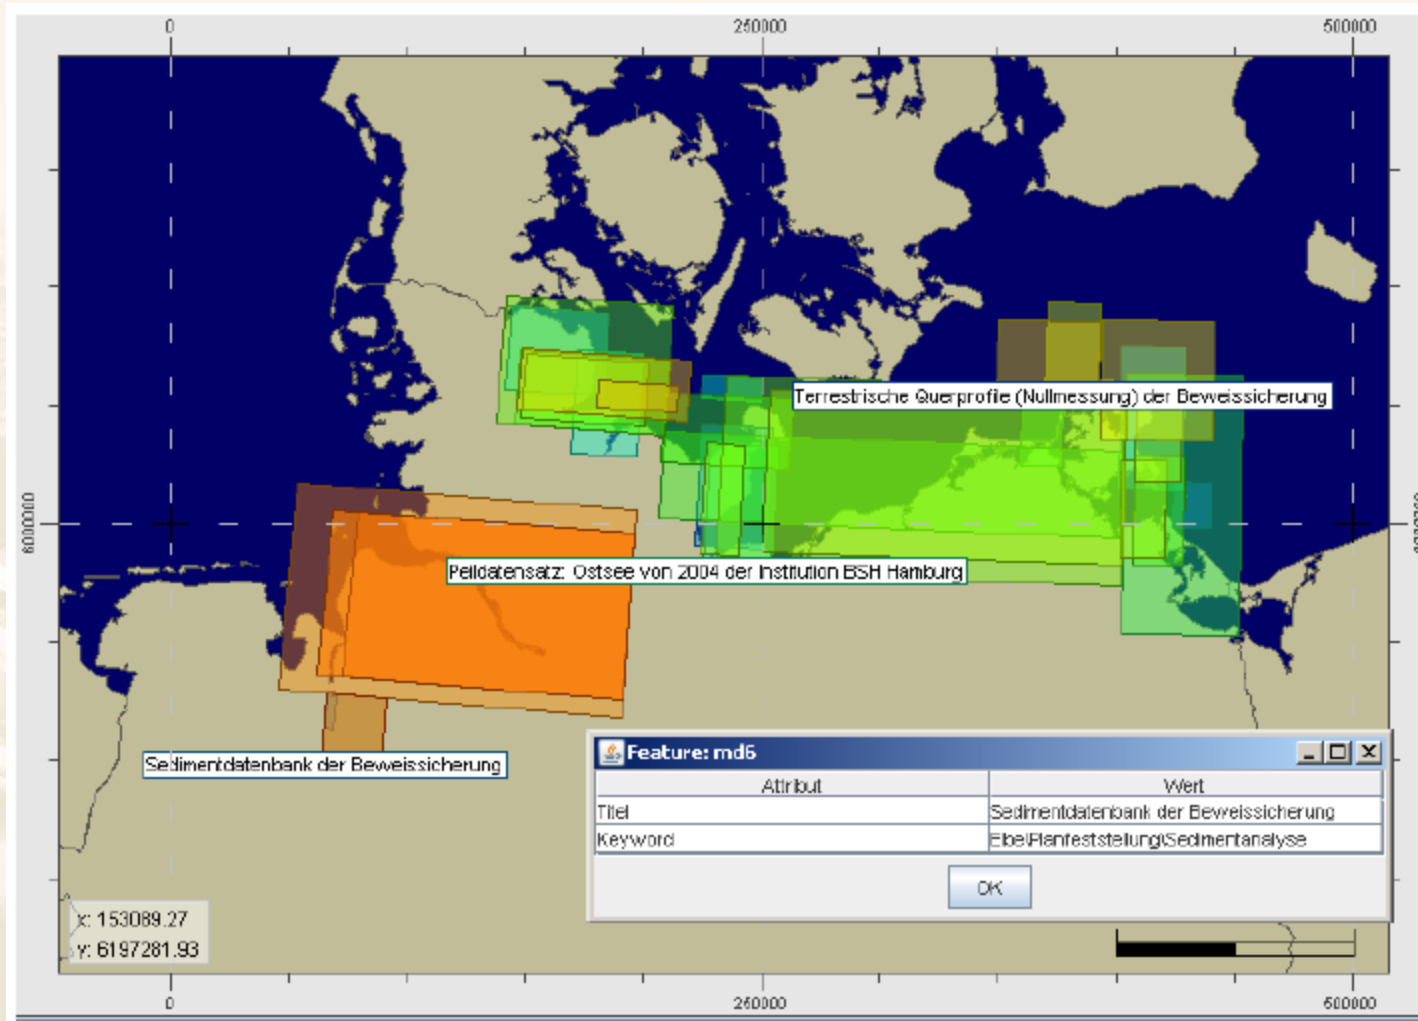 0 250000 500000
Terrestrische Querprofile (Nullmessung) der Beweissicherung
6000000
Peildatensatz: Ostsee von 2004 der Institution BSH Hamburg
Sedimentdatenbank der Beweissicherung
Feature: md6
Attribut Wert
Titel Sedimentdatenbank der Beweissicherung
Keyword Elbe\Planfeststellung\Sedimentanalyse
OK
x: 153089.27
y: 6197281.93
0 250000 500000